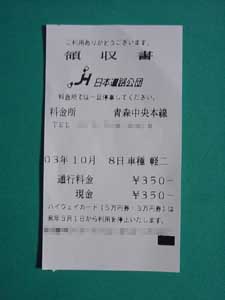 ご利用ありがとうございます。
領収書
JH 日本道路公団
料金所では一旦停車してください。
料金所 青森中央本線
TEL
03年10月 8日 車種 軽二
通行料金 ¥350-
現金 ¥350-
ハイウェイカード(5万円券・3万円券)は
来年3月1日から利用を停止いたします。